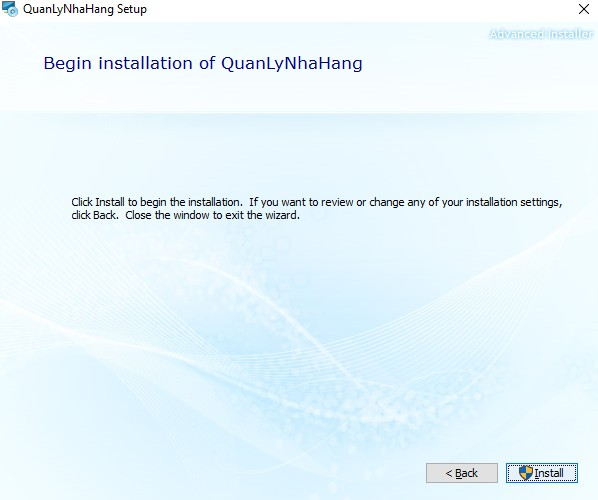 QuanLyNhaHang Setup
Advanced Installer
Begin installation of QuanLyNhaHang
Click Install to begin the installation.  If you want to review or change any of your installation settings,
click Back.  Close the window to exit the wizard.
< Back
Install